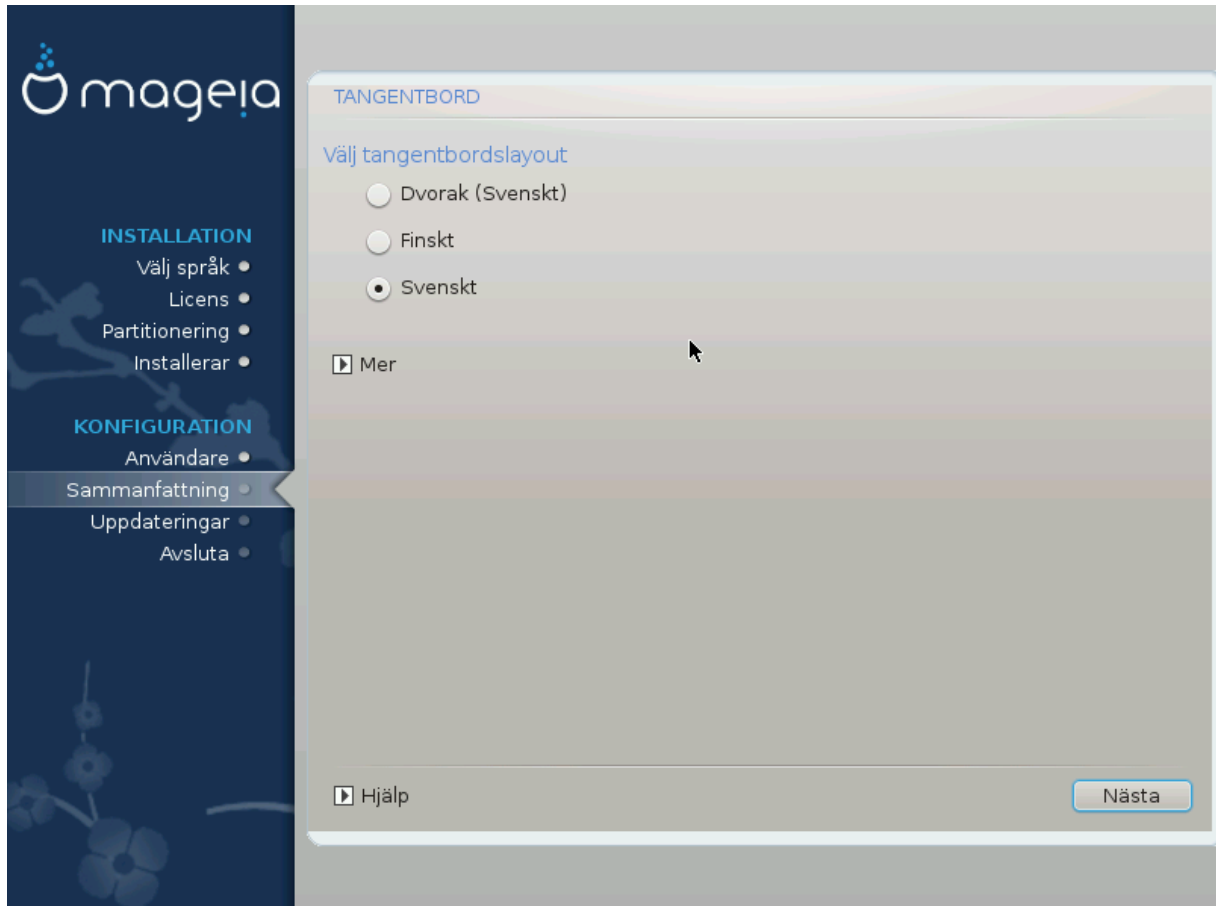 mageia
INSTALLATION
Välj språk
Licens
Partitionering
Installerar
KONFIGURATION
Användare
Sammanfattning
Uppdateringar
Avsluta
TANGENTBORD
Välj tangentbordslayout
Dvorak (Svenskt)
Finskt
Svenskt
Mer
Hjälp
Nästa